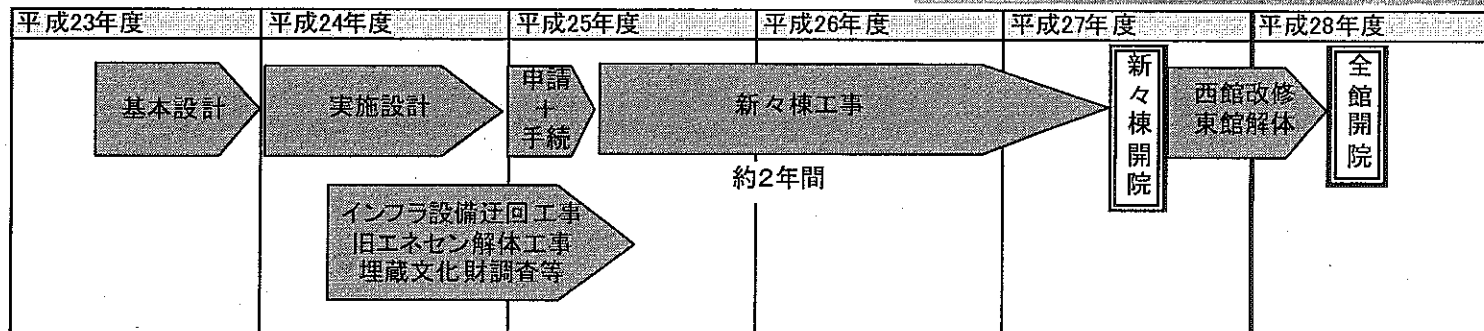 平成23年度
平成24年度
平成25年度
平成26年度
平成27年度
平成28年度
基本設計
実施設計
申請
+
手続
新々棟工事
新々棟開院
西館改修
東館解体
全館開院
約2年間
インフラ設備迂回工事
旧エネセン解体工事
埋蔵文化財調査等